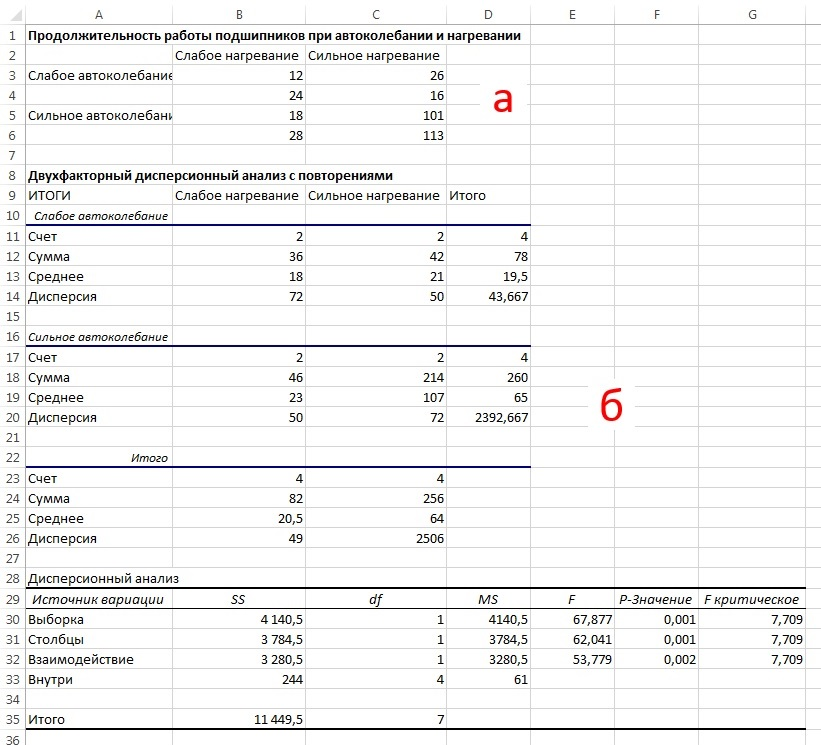 A B C D E F G
1 Продолжительность работы подшипников при автоколебании и нагревании
2 Слабое нагревание Сильное нагревание
3 Слабое автоколебание 12 26
4 24 16
а
5 Сильное автоколебани 18 101
6 28 113
7
8 Двухфакторный дисперсионный анализ с повторениями
9 ИТОГИ Слабое нагревание Сильное нагревание Итого
10 Слабое автоколебание
11 Счет 2 2 4
12 Сумма 36 42 78
13 Среднее 18 21 19,5
14 Дисперсия 72 50 43,667
15
16 Сильное автоколебание
17 Счет 2 2 4
18 Сумма 46 214 260
19 Среднее 23 107 65
б
20 Дисперсия 50 72 2392,667
21
22 Итого
23 Счет 4 4
24 Сумма 82 256
25 Среднее 20,5 64
26 Дисперсия 49 2506
27
28 Дисперсионный анализ
29 Источник вариации SS df MS F P-Значение F критическое
30 Выборка 4 140,5 1 4140,5 67,877 0,001 7,709
31 Столбцы 3 784,5 1 3784,5 62,041 0,001 7,709
32 Взаимодействие 3 280,5 1 3280,5 53,779 0,002 7,709
33 Внутри 244 4 61
34
35 Итого 11 449,5 7
36